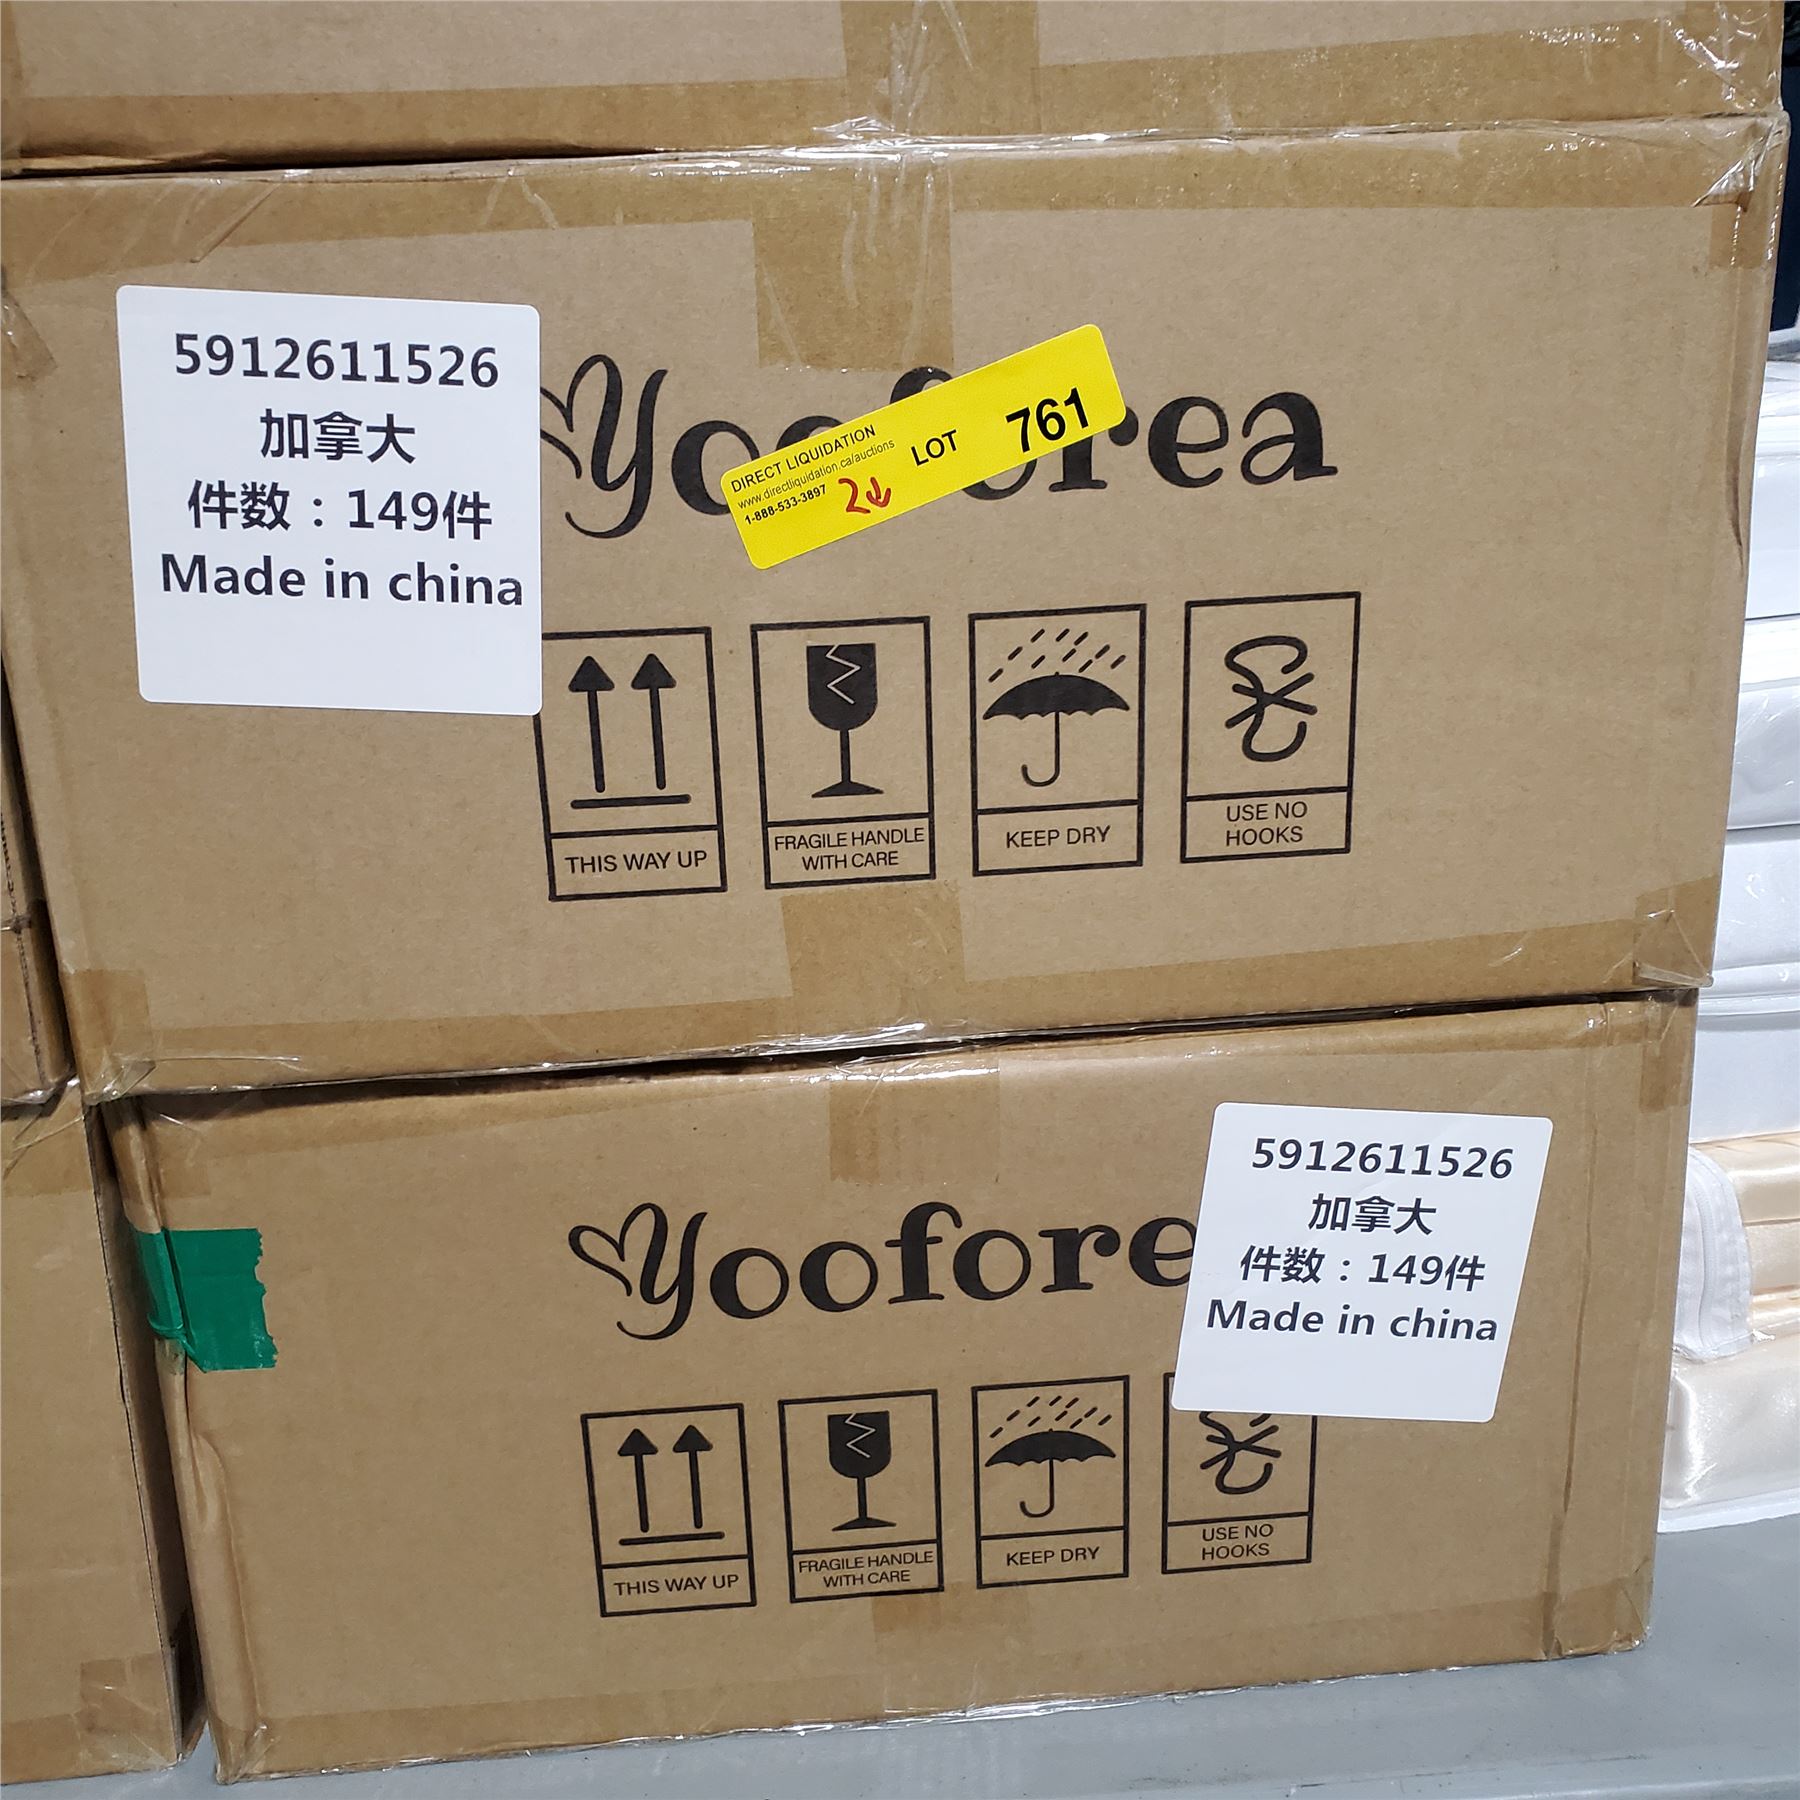 5912611526
加拿大
件数：149件
Made in china
DIRECT LIQUIDATION
www.directliquidation.ca/auctions
1-888-533-3897
2↓
LOT 761
THIS WAY UP
FRAGILE HANDLE
WITH CARE
KEEP DRY
USE NO
HOOKS
Yoofore
5912611526
加拿大
件数：149件
Made in china
THIS WAY UP
FRAGILE HANDLE
WITH CARE
KEEP DRY
USE NO
HOOKS